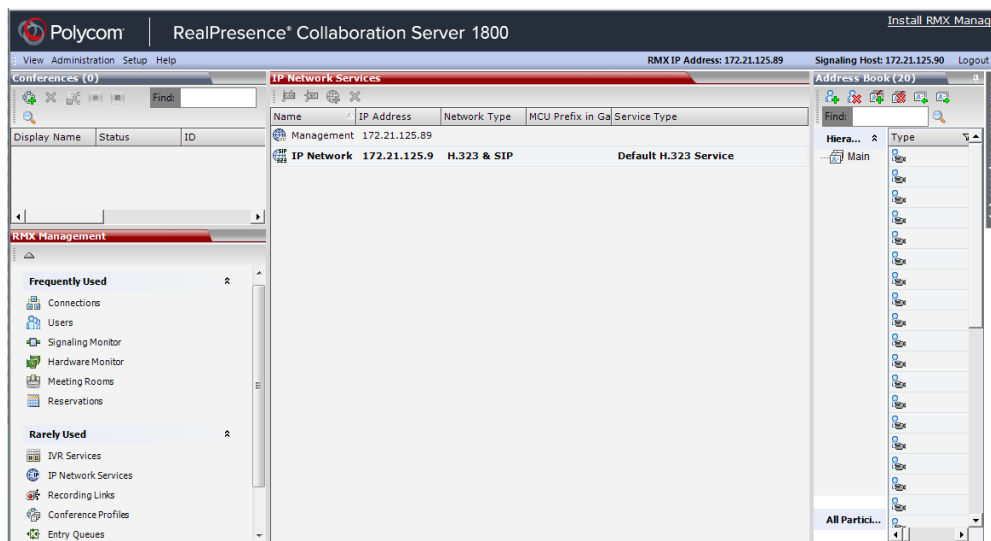 Install RMX Manag
Polycom RealPresence® Collaboration Server 1800
View Administration Setup Help RMX IP Address: 172.21.125.89 Signaling Host: 172.21.125.90 Logout
Conferences (0)
Find:
Display Name Status ID
RMX Management
Frequently Used
Connections
Users
Signaling Monitor
Hardware Monitor
Meeting Rooms
Reservations
Rarely Used
IVR Services
IP Network Services
Recording Links
Conference Profiles
Entry Queues
IP Network Services
Name IP Address Network Type MCU Prefix in Ga Service Type
Management 172.21.125.89
IP Network 172.21.125.9 H.323 & SIP Default H.323 Service
Address Book (20)
Find:
Hiera... Type
Main
All Partici...